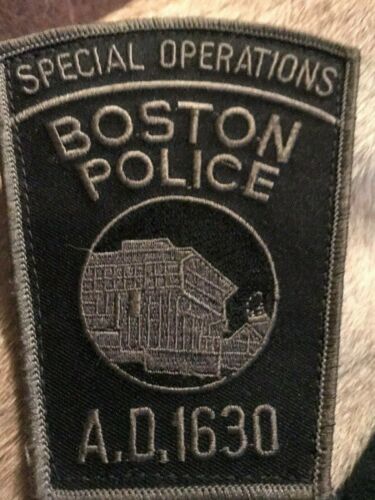 SPECIAL OPERATIONS
BOSTON
POLICE
A.D.1630